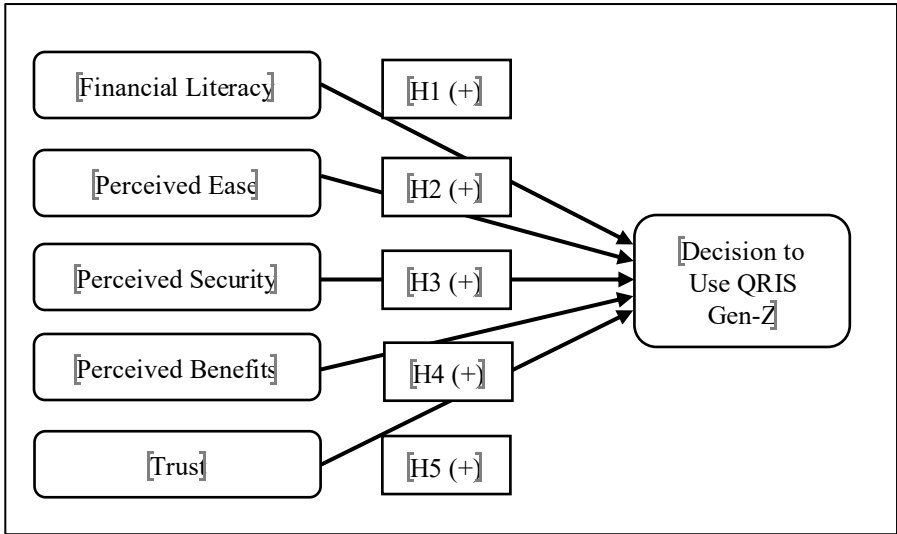 [Financial Literacy]
[H1 (+)]
[Perceived Ease]
[H2 (+)]
[Perceived Security]
[H3 (+)]
[Decision to
Use QRIS
Gen-Z]
[Perceived Benefits]
[H4 (+)]
[Trust]
[H5 (+)]